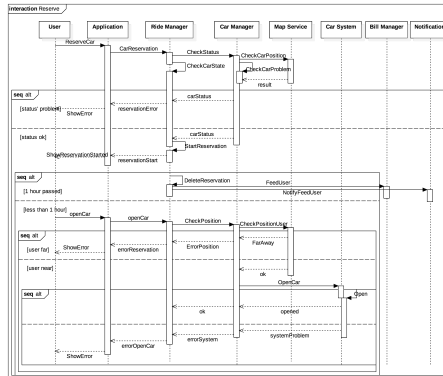 interaction Reserve
User
Application
Ride Manager
Car Manager
Map Service
Car System
Bill Manager
Notification
ReserveCar
CarReservation
CheckStatus
CheckCarPosition
CheckCarState
CheckCarProblem
result
seq alt
carStatus
[status' problem]
reservationError
ShowError
[status ok]
carStatus
StartReservation
ShowReservationStarted
reservationStart
seq alt
DeleteReservation
FeedUser
[1 hour passed]
NotifyFeedUser
[less than 1 hour]
openCar
openCar
CheckPosition
CheckPositionUser
seq alt
FarAway
ErrorPosition
[user far]
ShowError
errorReservation
[user near]
ok
OpenCar
seq alt
Open
ok
opened
systemProblem
errorSystem
errorOpenCar
ShowError